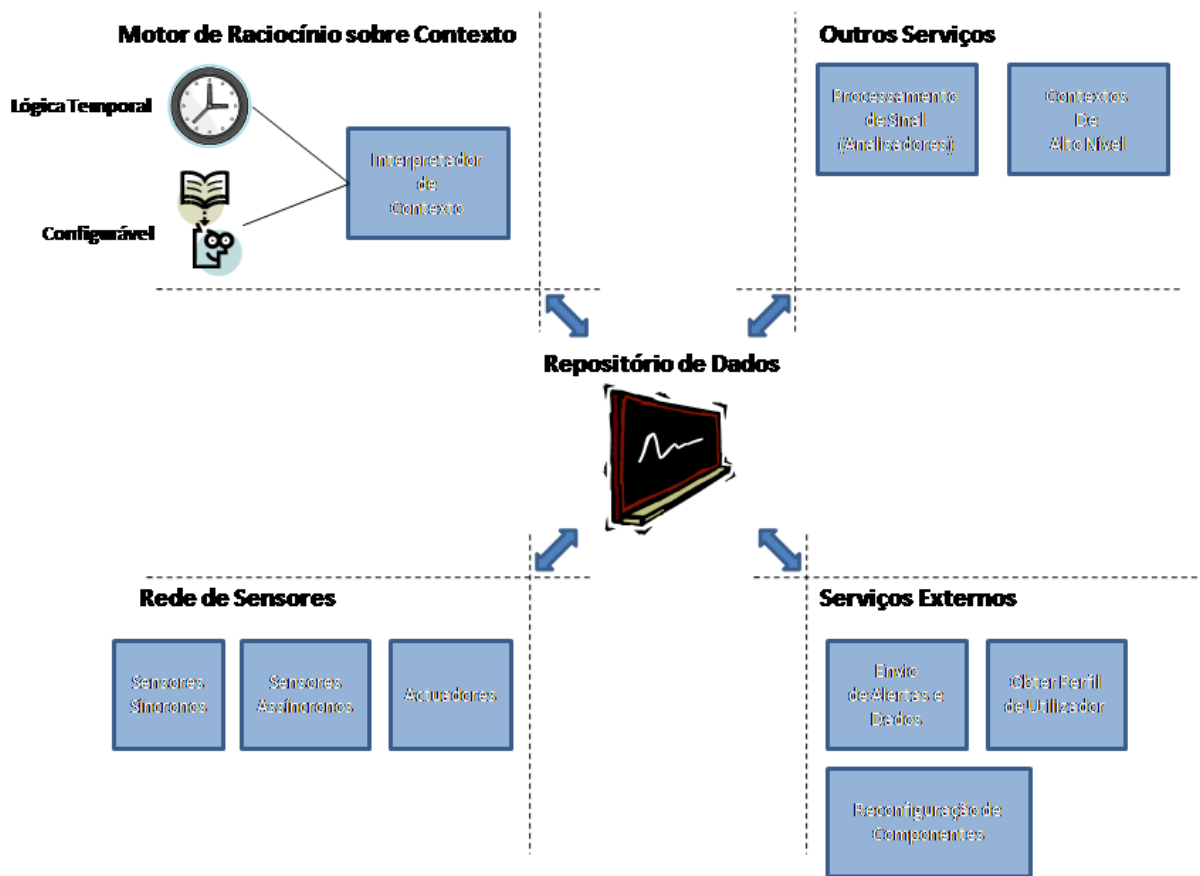 Motor de Raciocínio sobre Contexto
Lógica Temporal
Configurável
Interpretador
de
Contexto
Outros Serviços
Processamento
de Sinal
(Analisadores)
Contextos
De
Alto Nível
Repositório de Dados
Rede de Sensores
Sensores
Síncronos
Sensores
Assíncronos
Actuadores
Serviços Externos
Envio
de Alertas e
Dados
Obter Perfil
de Utilizador
Reconfiguração de
Componentes